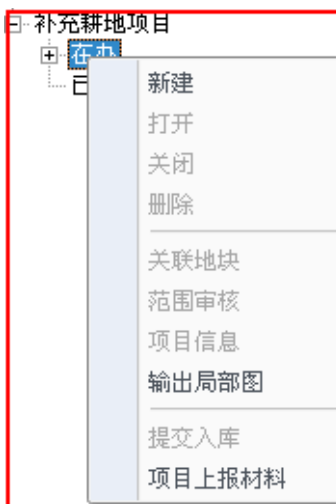 补充耕地项目
在办
已
新建
打开
关闭
删除
关联地块
范围审核
项目信息
输出局部图
提交入库
项目上报材料